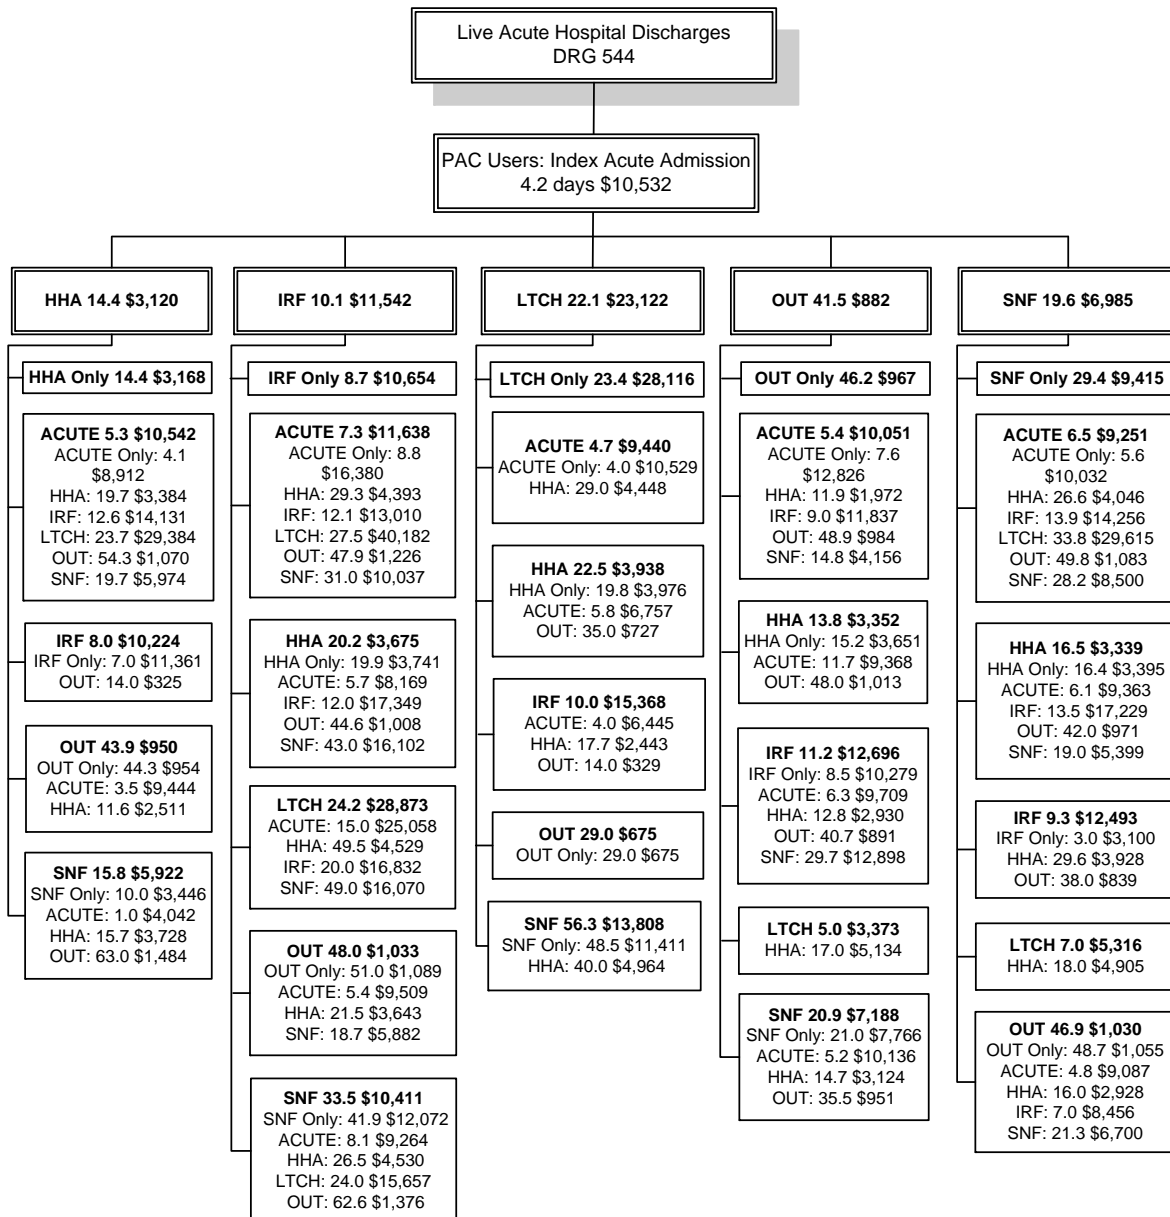 Live Acute Hospital Discharges
DRG 544
PAC Users: Index Acute Admission
4.2 days $10,532
HHA 14.4 $3,120
HHA Only 14.4 $3,168
ACUTE 5.3 $10,542
ACUTE Only: 4.1
$8,912
HHA: 19.7 $3,384
IRF: 12.6 $14,131
LTCH: 23.7 $29,384
OUT: 54.3 $1,070
SNF: 19.7 $5,974
IRF 8.0 $10,224
IRF Only: 7.0 $11,361
OUT: 14.0 $325
OUT 43.9 $950
OUT Only: 44.3 $954
ACUTE: 3.5 $9,444
HHA: 11.6 $2,511
SNF 15.8 $5,922
SNF Only: 10.0 $3,446
ACUTE: 1.0 $4,042
HHA: 15.7 $3,728
OUT: 63.0 $1,484
IRF 10.1 $11,542
IRF Only 8.7 $10,654
ACUTE 7.3 $11,638
ACUTE Only: 8.8
$16,380
HHA: 29.3 $4,393
IRF: 12.1 $13,010
LTCH: 27.5 $40,182
OUT: 47.9 $1,226
SNF: 31.0 $10,037
HHA 20.2 $3,675
HHA Only: 19.9 $3,741
ACUTE: 5.7 $8,169
IRF: 12.0 $17,349
OUT: 44.6 $1,008
SNF: 43.0 $16,102
LTCH 24.2 $28,873
ACUTE: 15.0 $25,058
HHA: 49.5 $4,529
IRF: 20.0 $16,832
SNF: 49.0 $16,070
OUT 48.0 $1,033
OUT Only: 51.0 $1,089
ACUTE: 5.4 $9,509
HHA: 21.5 $3,643
SNF: 18.7 $5,882
SNF 33.5 $10,411
SNF Only: 41.9 $12,072
ACUTE: 8.1 $9,264
HHA: 26.5 $4,530
LTCH: 24.0 $15,657
OUT: 62.6 $1,376
LTCH 22.1 $23,122
LTCH Only 23.4 $28,116
ACUTE 4.7 $9,440
ACUTE Only: 4.0 $10,529
HHA: 29.0 $4,448
HHA 22.5 $3,938
HHA Only: 19.8 $3,976
ACUTE: 5.8 $6,757
OUT: 35.0 $727
IRF 10.0 $15,368
ACUTE: 4.0 $6,445
HHA: 17.7 $2,443
OUT: 14.0 $329
OUT 29.0 $675
OUT Only: 29.0 $675
SNF 56.3 $13,808
SNF Only: 48.5 $11,411
HHA: 40.0 $4,964
OUT 41.5 $882
OUT Only 46.2 $967
ACUTE 5.4 $10,051
ACUTE Only: 7.6
$12,826
HHA: 11.9 $1,972
IRF: 9.0 $11,837
OUT: 48.9 $984
SNF: 14.8 $4,156
HHA 13.8 $3,352
HHA Only: 15.2 $3,651
ACUTE: 11.7 $9,368
OUT: 48.0 $1,013
IRF 11.2 $12,696
IRF Only: 8.5 $10,279
ACUTE: 6.3 $9,709
HHA: 12.8 $2,930
OUT: 40.7 $891
SNF: 29.7 $12,898
LTCH 5.0 $3,373
HHA: 17.0 $5,134
SNF 20.9 $7,188
SNF Only: 21.0 $7,766
ACUTE: 5.2 $10,136
HHA: 14.7 $3,124
OUT: 35.5 $951
SNF 19.6 $6,985
SNF Only 29.4 $9,415
ACUTE 6.5 $9,251
ACUTE Only: 5.6
$10,032
HHA: 26.6 $4,046
IRF: 13.9 $14,256
LTCH: 33.8 $29,615
OUT: 49.8 $1,083
SNF: 28.2 $8,500
HHA 16.5 $3,339
HHA Only: 16.4 $3,395
ACUTE: 6.1 $9,363
IRF: 13.5 $17,229
OUT: 42.0 $971
SNF: 19.0 $5,399
IRF 9.3 $12,493
IRF Only: 3.0 $3,100
HHA: 29.6 $3,928
OUT: 38.0 $839
LTCH 7.0 $5,316
HHA: 18.0 $4,905
OUT 46.9 $1,030
OUT Only: 48.7 $1,055
ACUTE: 4.8 $9,087
HHA: 16.0 $2,928
IRF: 7.0 $8,456
SNF: 21.3 $6,700